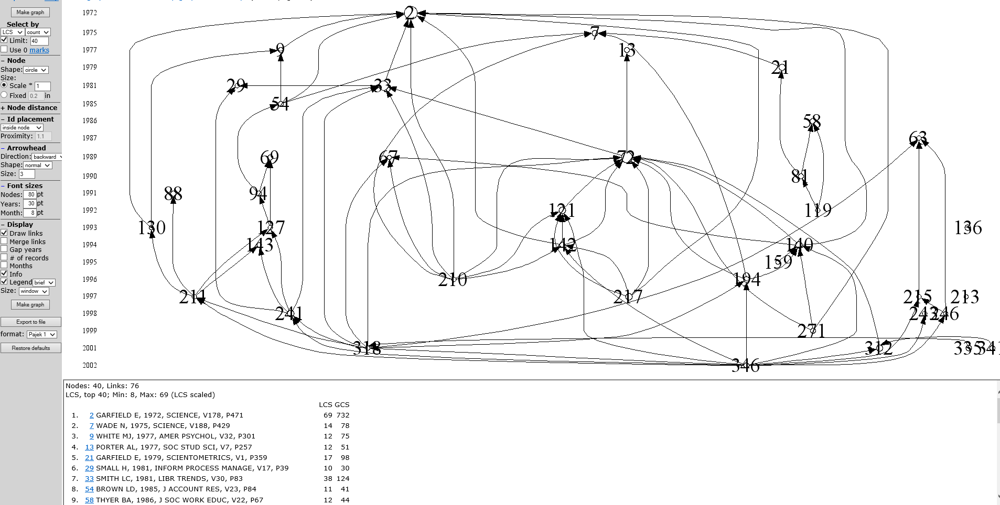 Make graph
Select by
LCS count
Limit: 40
Use 0 marks
− Node
Shape: circle
Size:
Scale * 1
Fixed 0.2 in
+ Node distance
− Id placement
inside node
Proximity: 1.1
− Arrowhead
Direction: backward
Shape: normal
Size: 3
− Font sizes
Nodes: 80 pt
Years: 30 pt
Month: 8 pt
− Display
Draw links
Merge links
Gap years
# of records
Months
Info
Legend brief
Size: window
Make graph
Export to file
format: Pajek 1
Restore defaults
1972 2
1975 7
1977 9 13
1979 21
1981 29 33
1985 54
1986 58
1987 63
1989 69 67 72
1990 81
1991 88 94
1992 121 119
1993 130 127 136
1994 143 142 140
1995 159
1996 210 194
1997 211 217 215 213
1998 241 243 246
1999 271
2001 318 312 335 341
2002 346
Nodes: 40, Links: 76
LCS, top 40; Min: 8, Max: 69 (LCS scaled)
LCS GCS
1. 2 GARFIELD E, 1972, SCIENCE, V178, P471 69 732
2. 7 WADE N, 1975, SCIENCE, V188, P429 14 78
3. 9 WHITE MJ, 1977, AMER PSYCHOL, V32, P301 12 75
4. 13 PORTER AL, 1977, SOC STUD SCI, V7, P257 12 51
5. 21 GARFIELD E, 1979, SCIENTOMETRICS, V1, P359 17 98
6. 29 SMALL H, 1981, INFORM PROCESS MANAGE, V17, P39 10 30
7. 33 SMITH LC, 1981, LIBR TRENDS, V30, P83 38 124
8. 54 BROWN LD, 1985, J ACCOUNT RES, V23, P84 11 41
9. 58 THYER BA, 1986, J SOC WORK EDUC, V22, P67 12 44